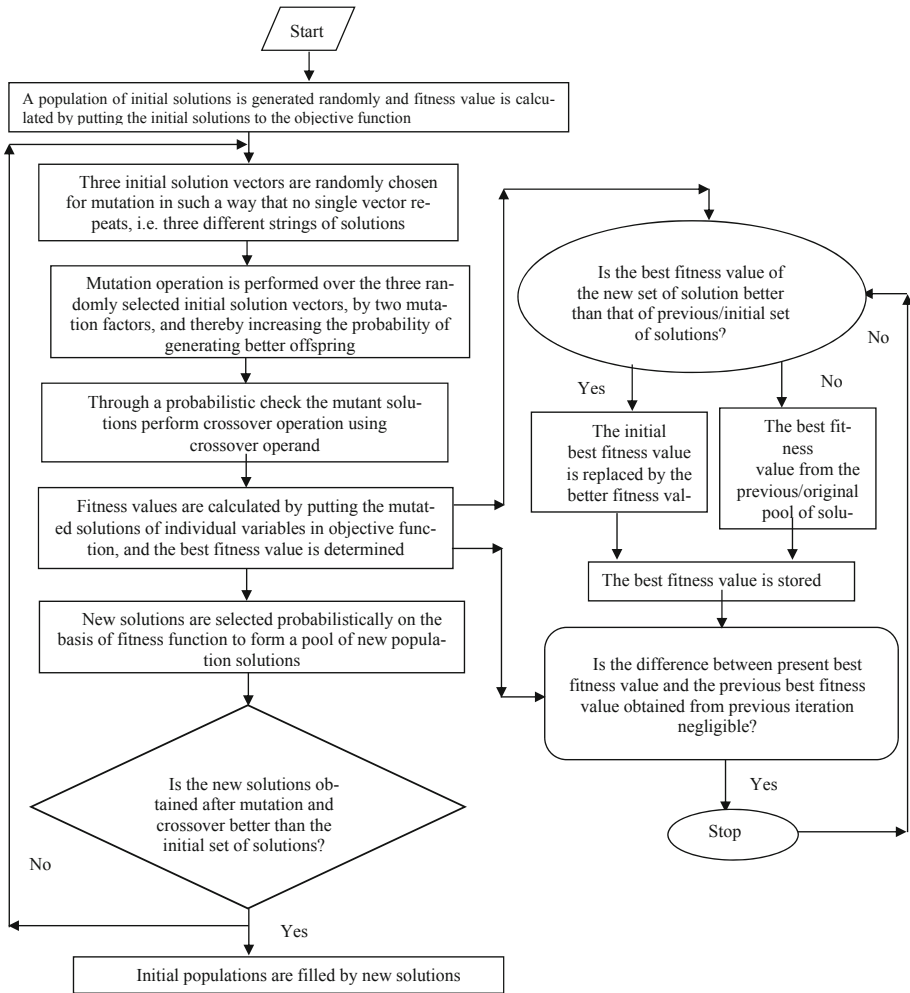 Start
A population of initial solutions is generated randomly and fitness value is calcu-
lated by putting the initial solutions to the objective function
Three initial solution vectors are randomly chosen
for mutation in such a way that no single vector re-
peats, i.e. three different strings of solutions
Mutation operation is performed over the three ran-
domly selected initial solution vectors, by two muta-
tion factors, and thereby increasing the probability of
generating better offspring
Through a probabilistic check the mutant solu-
tions perform crossover operation using
crossover operand
Fitness values are calculated by putting the mutat-
ed solutions of individual variables in objective func-
tion, and the best fitness value is determined
New solutions are selected probabilistically on the
basis of fitness function to form a pool of new popula-
tion solutions
Is the new solutions ob-
tained after mutation and
crossover better than the
initial set of solutions?
No
Yes
Initial populations are filled by new solutions
Is the best fitness value of
the new set of solution better
than that of previous/initial set
of solutions?
No
Yes
No
The initial
best fitness value
is replaced by the
better fitness val-
The best fit-
ness
value from the
previous/original
pool of solu-
The best fitness value is stored
Is the difference between present best
fitness value and the previous best fitness
value obtained from previous iteration
negligible?
Yes
Stop